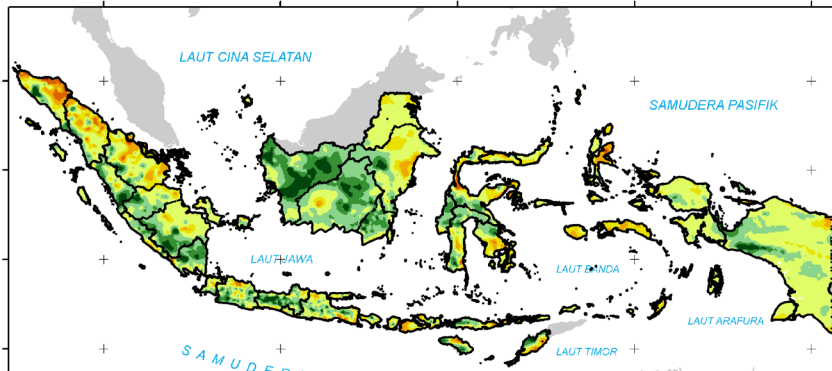 LAUT CINA SELATAN
SAMUDERA PASIFIK
LAUT JAWA
LAUT BANDA
LAUT ARAFURA
LAUT TIMOR